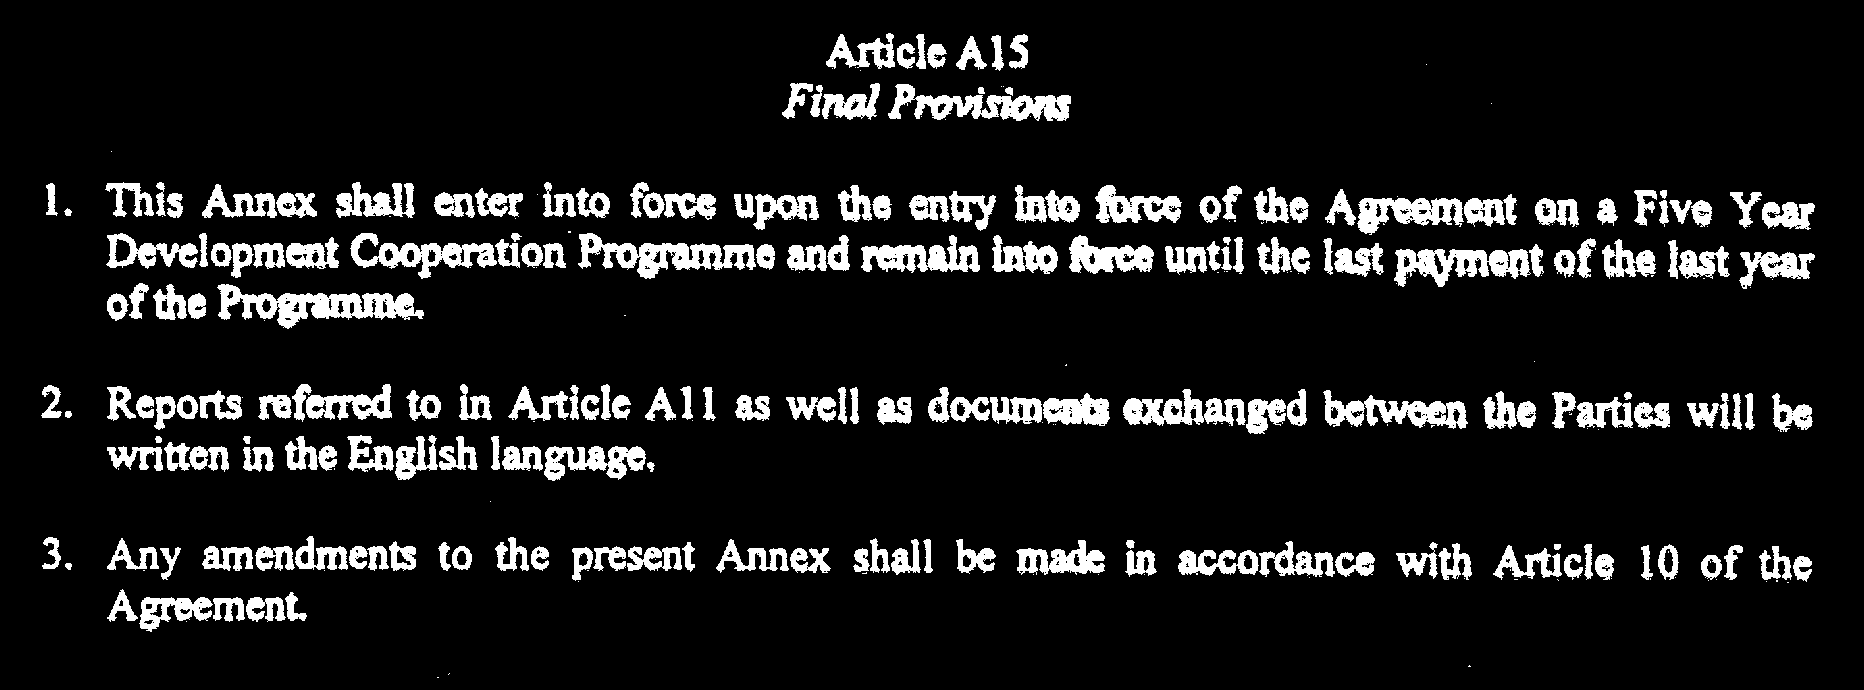 Article A15
Final Provisions
1. This Annex shall enter into force upon the entry into force of the Agreement on a Five Year
Development Cooperation Programme and remain into force until the last payment of the last year
of the Programme.
2. Reports referred to in Article A11 as well as documents exchanged between the Parties will be
written in the English language.
3. Any amendments to the present Annex shall be made in accordance with Article 10 of the
Agreement.